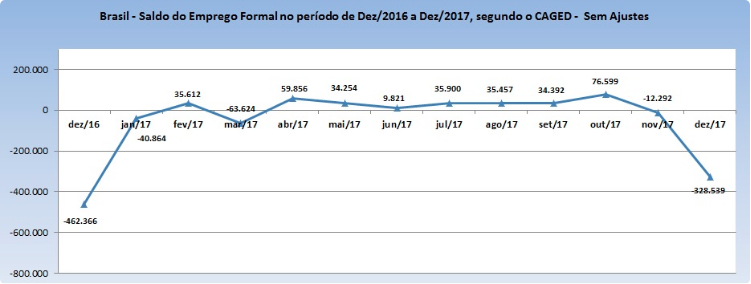 Brasil - Saldo do Emprego Formal no período de Dez/2016 a Dez/2017, segundo o CAGED - Sem Ajustes
200.000
0
-200.000
-400.000
-600.000
-800.000
35.612
-63.624
59.856
34.254
9.821
35.900
35.457
34.392
76.599
-12.292
dez/16
jan/17
fev/17
mar/17
abr/17
mai/17
jun/17
jul/17
ago/17
set/17
out/17
nov/17
dez/17
-40.864
-328.539
-462.366